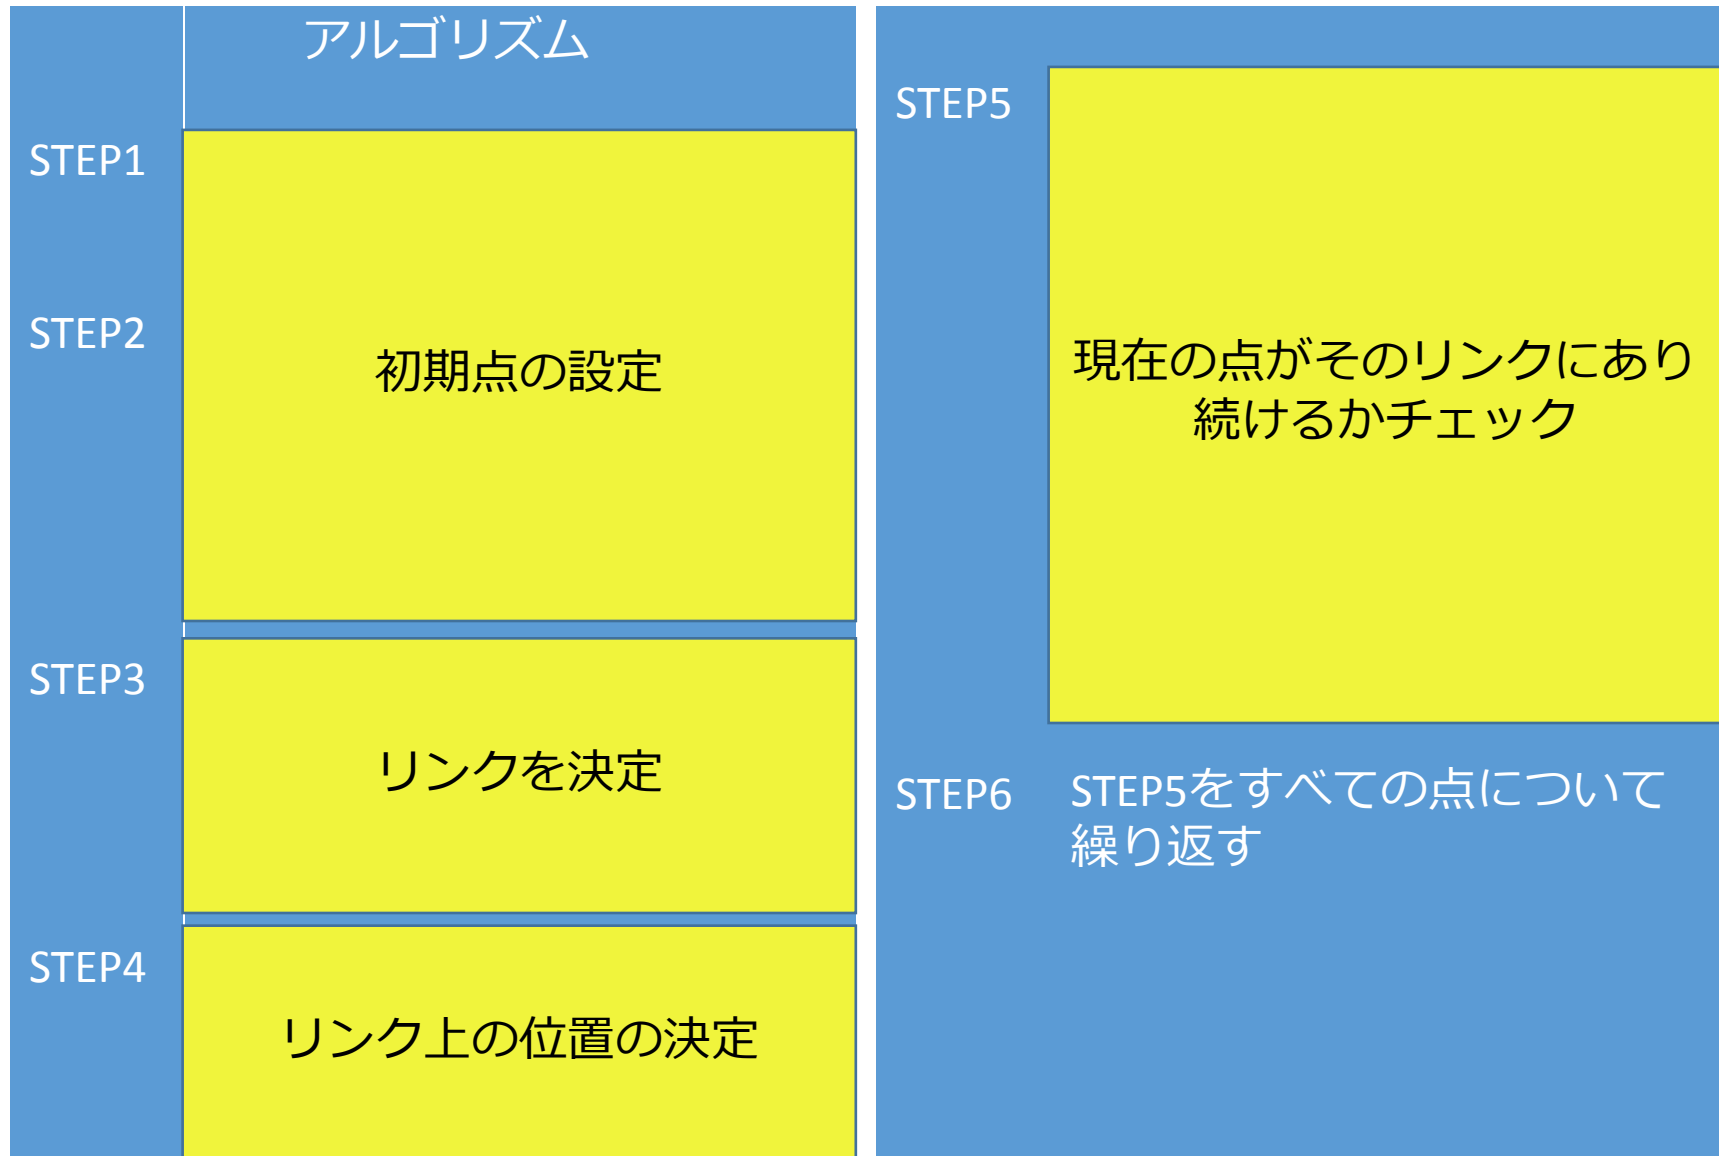 アルゴリズム
STEP1
STEP2
初期点の設定
STEP3
リンクを決定
STEP4
リンク上の位置の決定
STEP5
現在の点がそのリンクにあり
続けるかチェック
STEP6
STEP5をすべての点について
繰り返す